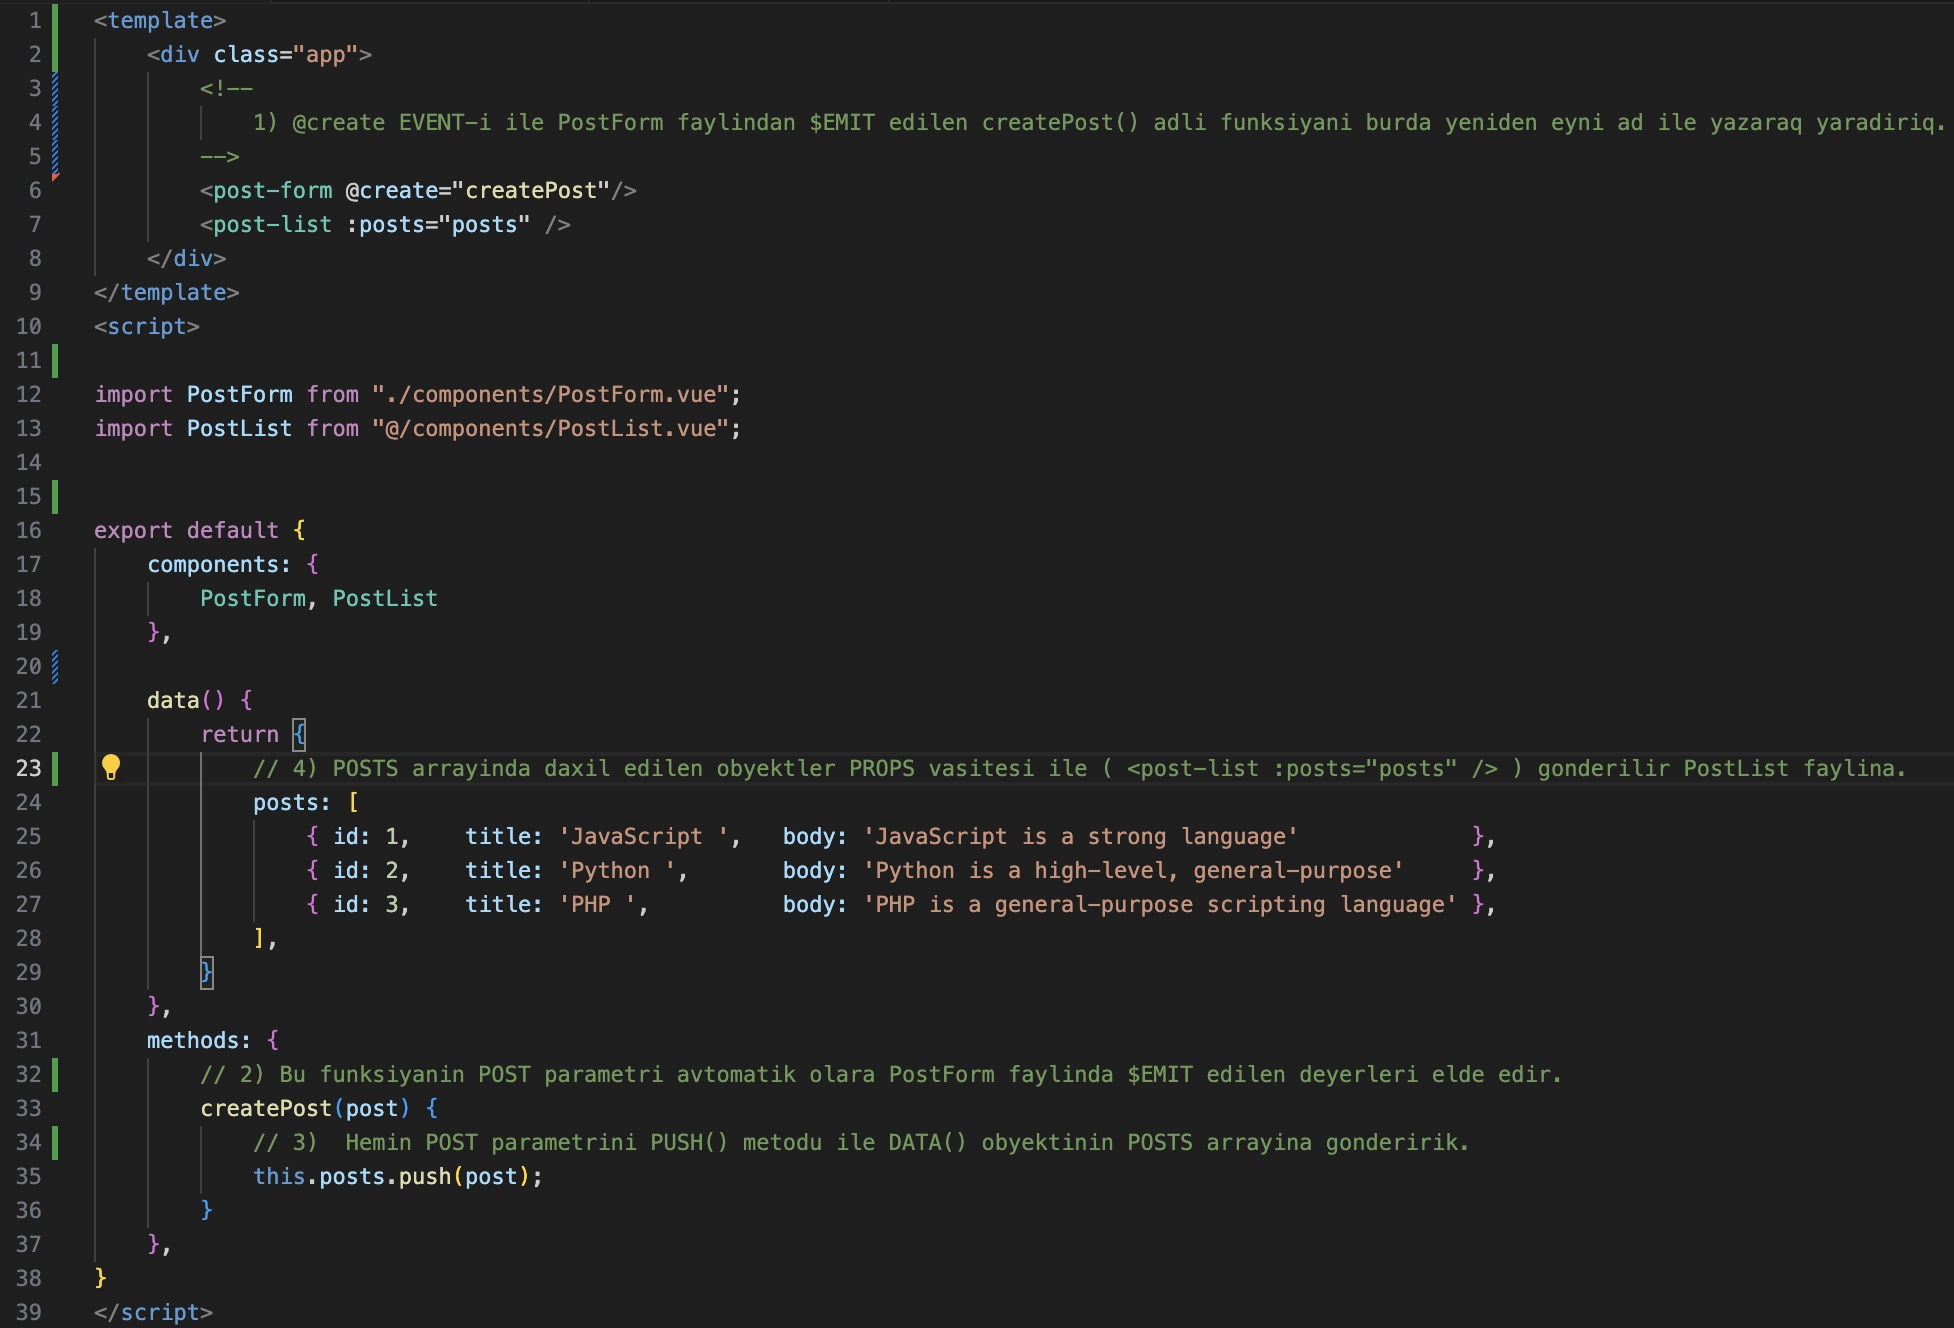 1 <template>
2 <div class="app">
3 <!--
4 1) @create EVENT-i ile PostForm faylindan $EMIT edilen createPost() adli funksiyani burda yeniden eyni ad ile yazaraq yaradiriq.
5 -->
6 <post-form @create="createPost"/>
7 <post-list :posts="posts" />
8 </div>
9 </template>
10 <script>
11
12 import PostForm from "./components/PostForm.vue";
13 import PostList from "@/components/PostList.vue";
14
15
16 export default {
17 components: {
18 PostForm, PostList
19 },
20
21 data() {
22 return {
23 // 4) POSTS arrayinda daxil edilen obyektler PROPS vasitesi ile ( <post-list :posts="posts" /> ) gonderilir PostList faylina.
24 posts: [
25 { id: 1, title: 'JavaScript ', body: 'JavaScript is a strong language' },
26 { id: 2, title: 'Python ', body: 'Python is a high-level, general-purpose' },
27 { id: 3, title: 'PHP ', body: 'PHP is a general-purpose scripting language' },
28 ],
29 }
30 },
31 methods: {
32 // 2) Bu funksiyanin POST parametri avtomatik olara PostForm faylinda $EMIT edilen deyerleri elde edir.
33 createPost(post) {
34 // 3)  Hemin POST parametrini PUSH() metodu ile DATA() obyektinin POSTS arrayina gonderirik.
35 this.posts.push(post);
36 }
37 },
38 }
39 </script>